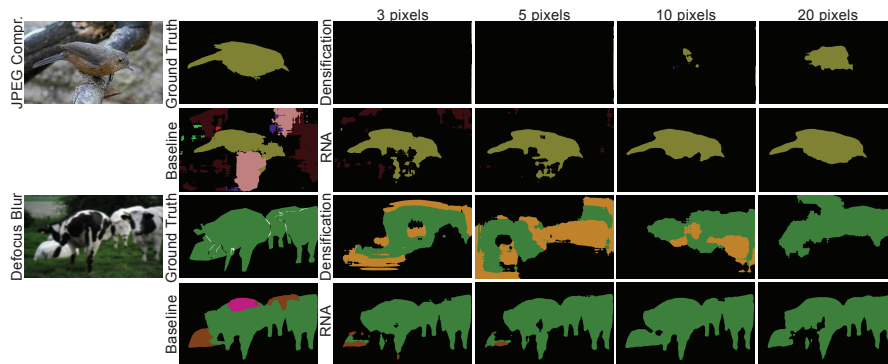 3 pixels 5 pixels 10 pixels 20 pixels
JPEG Compr. Ground Truth Densification
Baseline RNA
Defocus Blur Ground Truth Densification
Baseline RNA